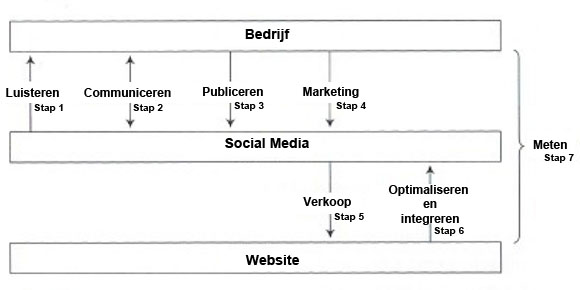 Bedrijf
Luisteren
Stap 1
Communiceren
Stap 2
Publiceren
Stap 3
Marketing
Stap 4
Social Media
Meten
Stap 7
Verkoop
Stap 5
Optimaliseren
en
integreren
Stap 6
Website